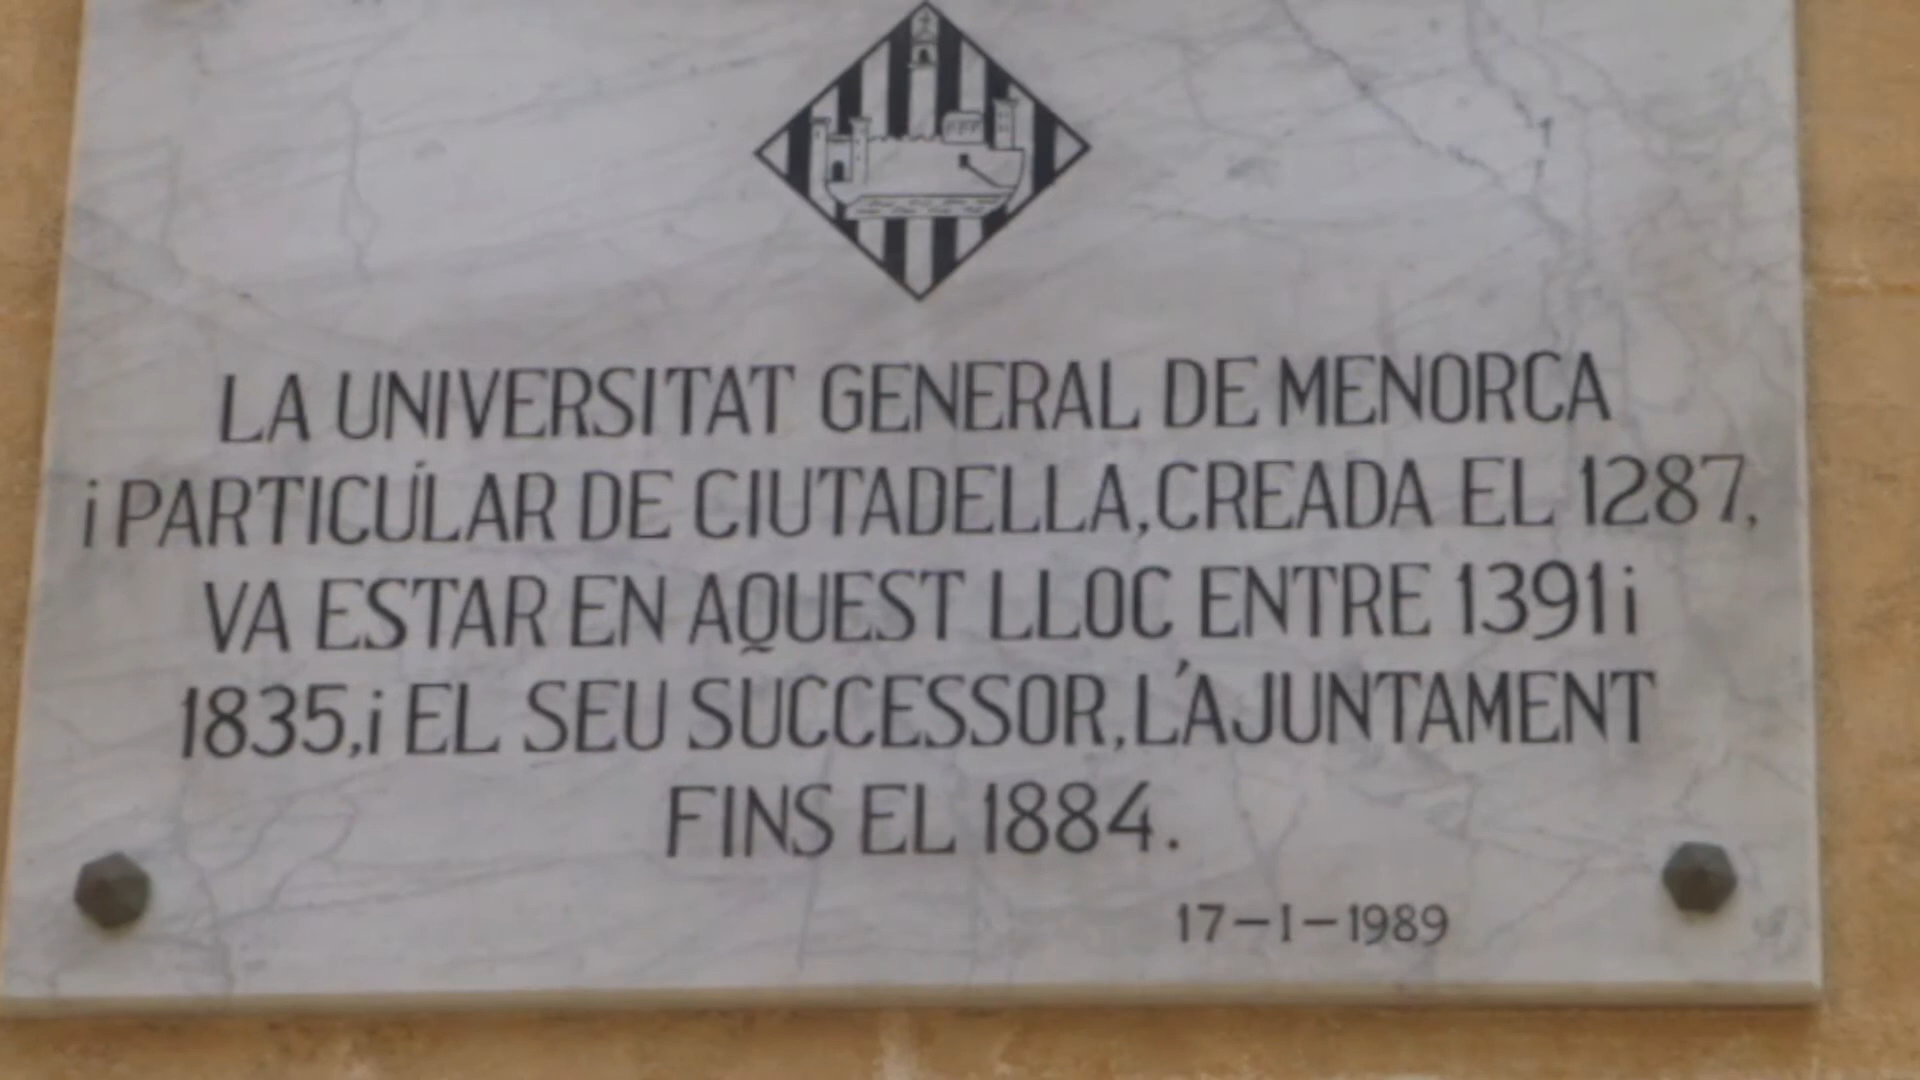 LA UNIVERSITAT GENERAL DE MENORCA
i PARTICULAR DE CIUTADELLA, CREADA EL 1287,
VA ESTAR EN AQUEST LLOC ENTRE 1391 i
1835, i EL SEU SUCCESSOR, L'AJUNTAMENT
FINS EL 1884.
17-I-1989